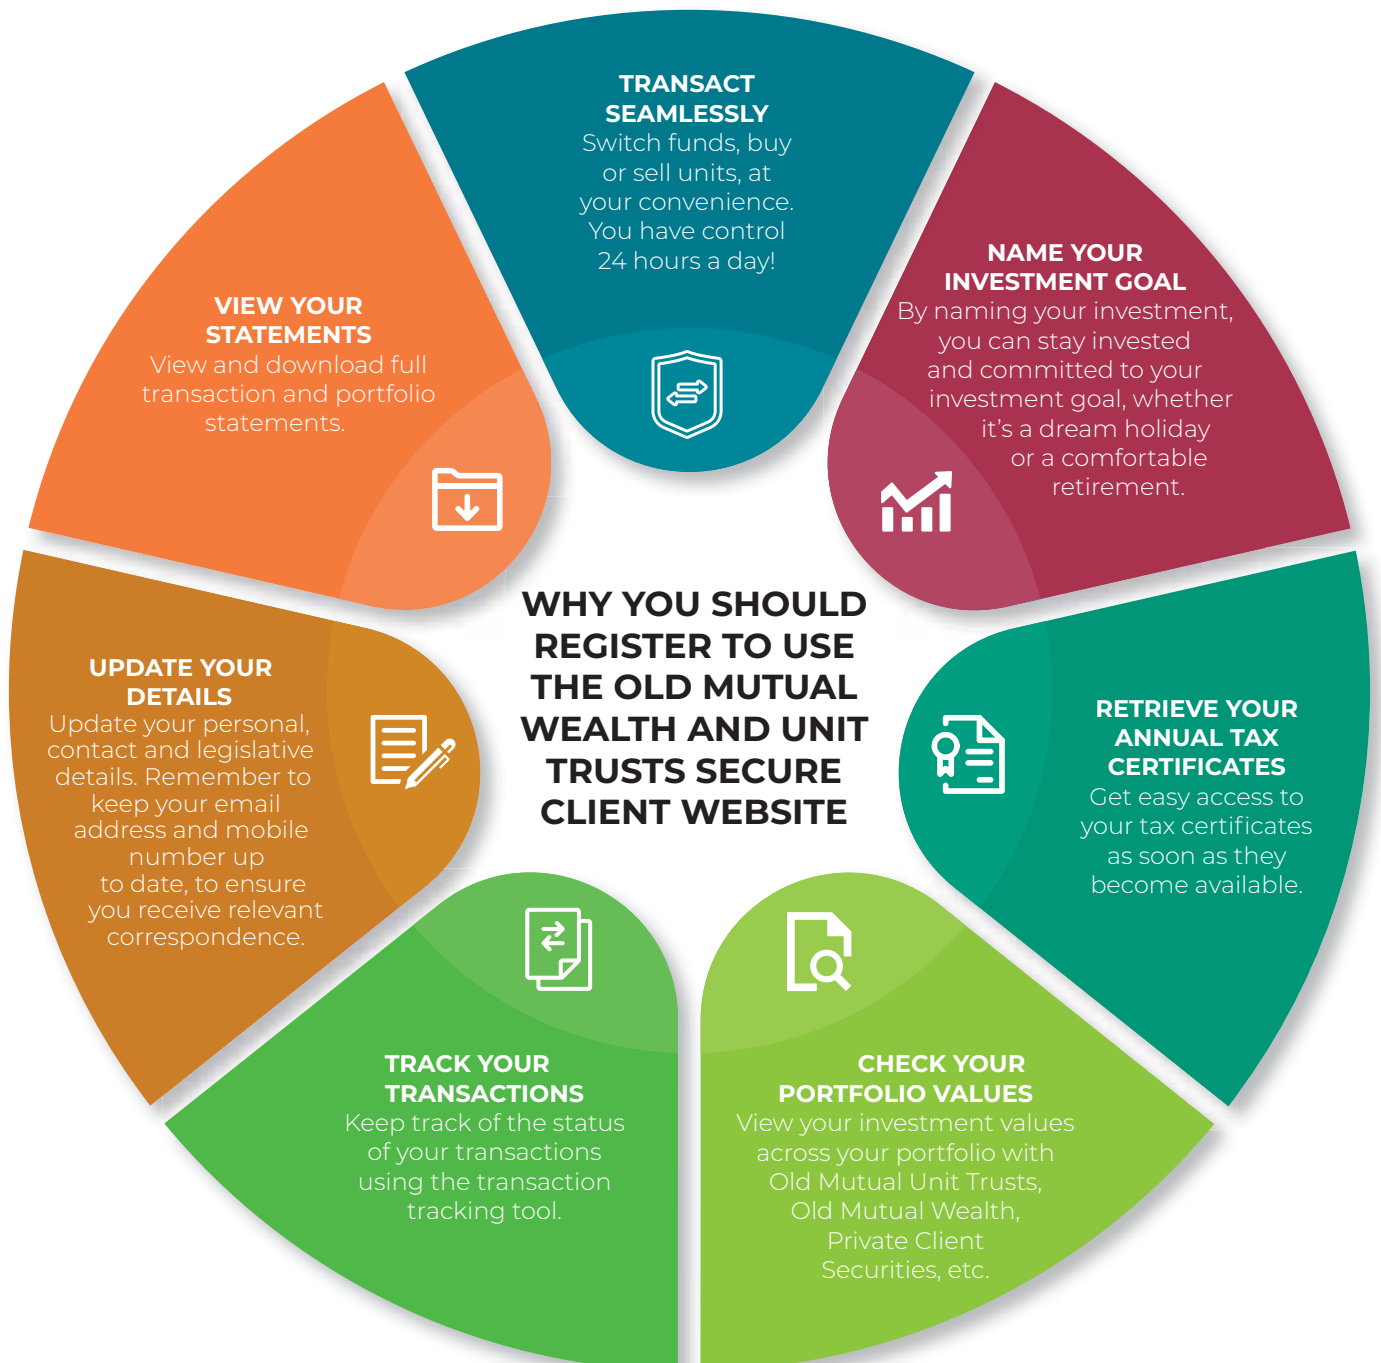 TRANSACT
SEAMLESSLY
Switch funds, buy
or sell units, at
your convenience.
You have control
24 hours a day!
NAME YOUR
INVESTMENT GOAL
By naming your investment,
you can stay invested
and committed to your
investment goal, whether
it's a dream holiday
or a comfortable
retirement.
RETRIEVE YOUR
ANNUAL TAX
CERTIFICATES
Get easy access to
your tax certificates
as soon as they
become available.
CHECK YOUR
PORTFOLIO VALUES
View your investment values
across your portfolio with
Old Mutual Unit Trusts,
Old Mutual Wealth,
Private Client
Securities, etc.
TRACK YOUR
TRANSACTIONS
Keep track of the status
of your transactions
using the transaction
tracking tool.
UPDATE YOUR
DETAILS
Update your personal,
contact and legislative
details. Remember to
keep your email
address and mobile
number up
to date, to ensure
you receive relevant
correspondence.
VIEW YOUR
STATEMENTS
View and download full
transaction and portfolio
statements.
WHY YOU SHOULD
REGISTER TO USE
THE OLD MUTUAL
WEALTH AND UNIT
TRUSTS SECURE
CLIENT WEBSITE